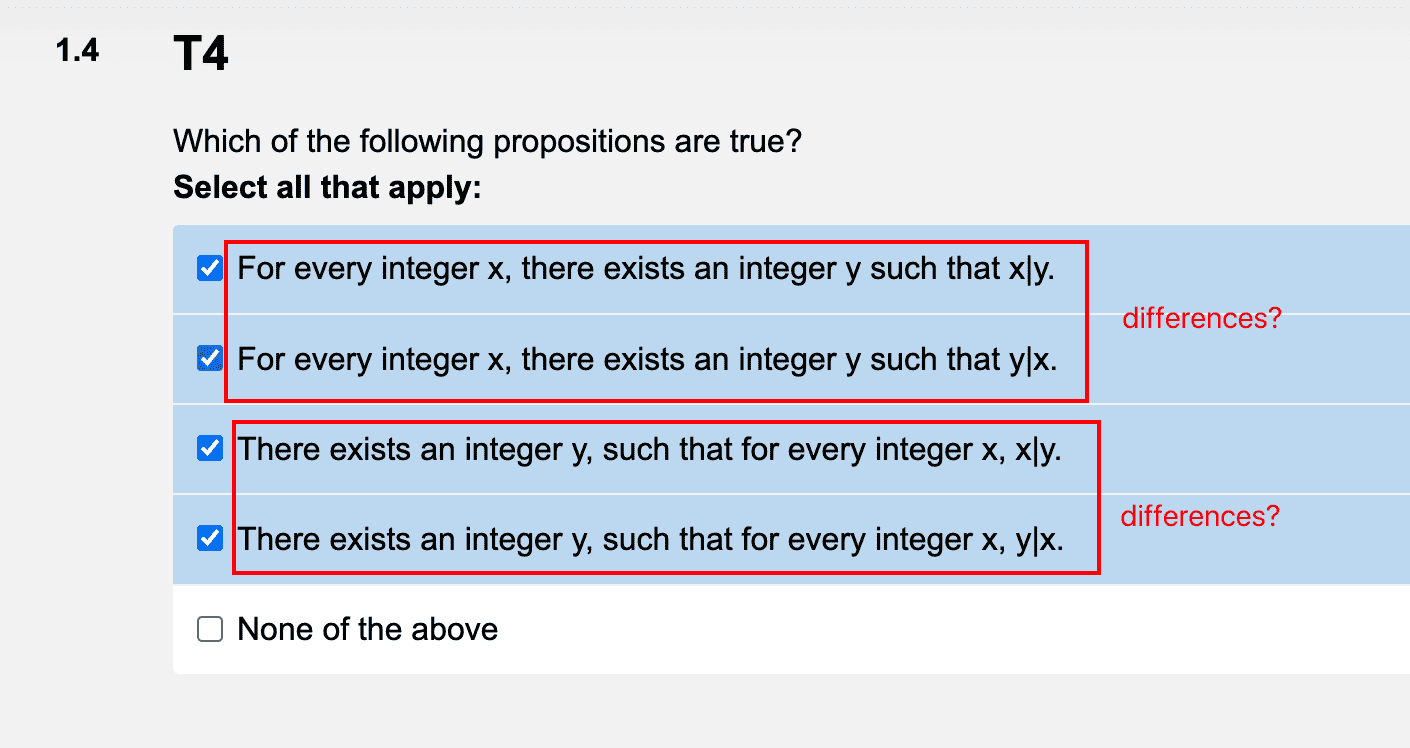 1.4 T4
Which of the following propositions are true?
Select all that apply:
For every integer x, there exists an integer y such that x|y.
differences?
For every integer x, there exists an integer y such that y|x.
There exists an integer y, such that for every integer x, x|y.
differences?
There exists an integer y, such that for every integer x, y|x.
None of the above